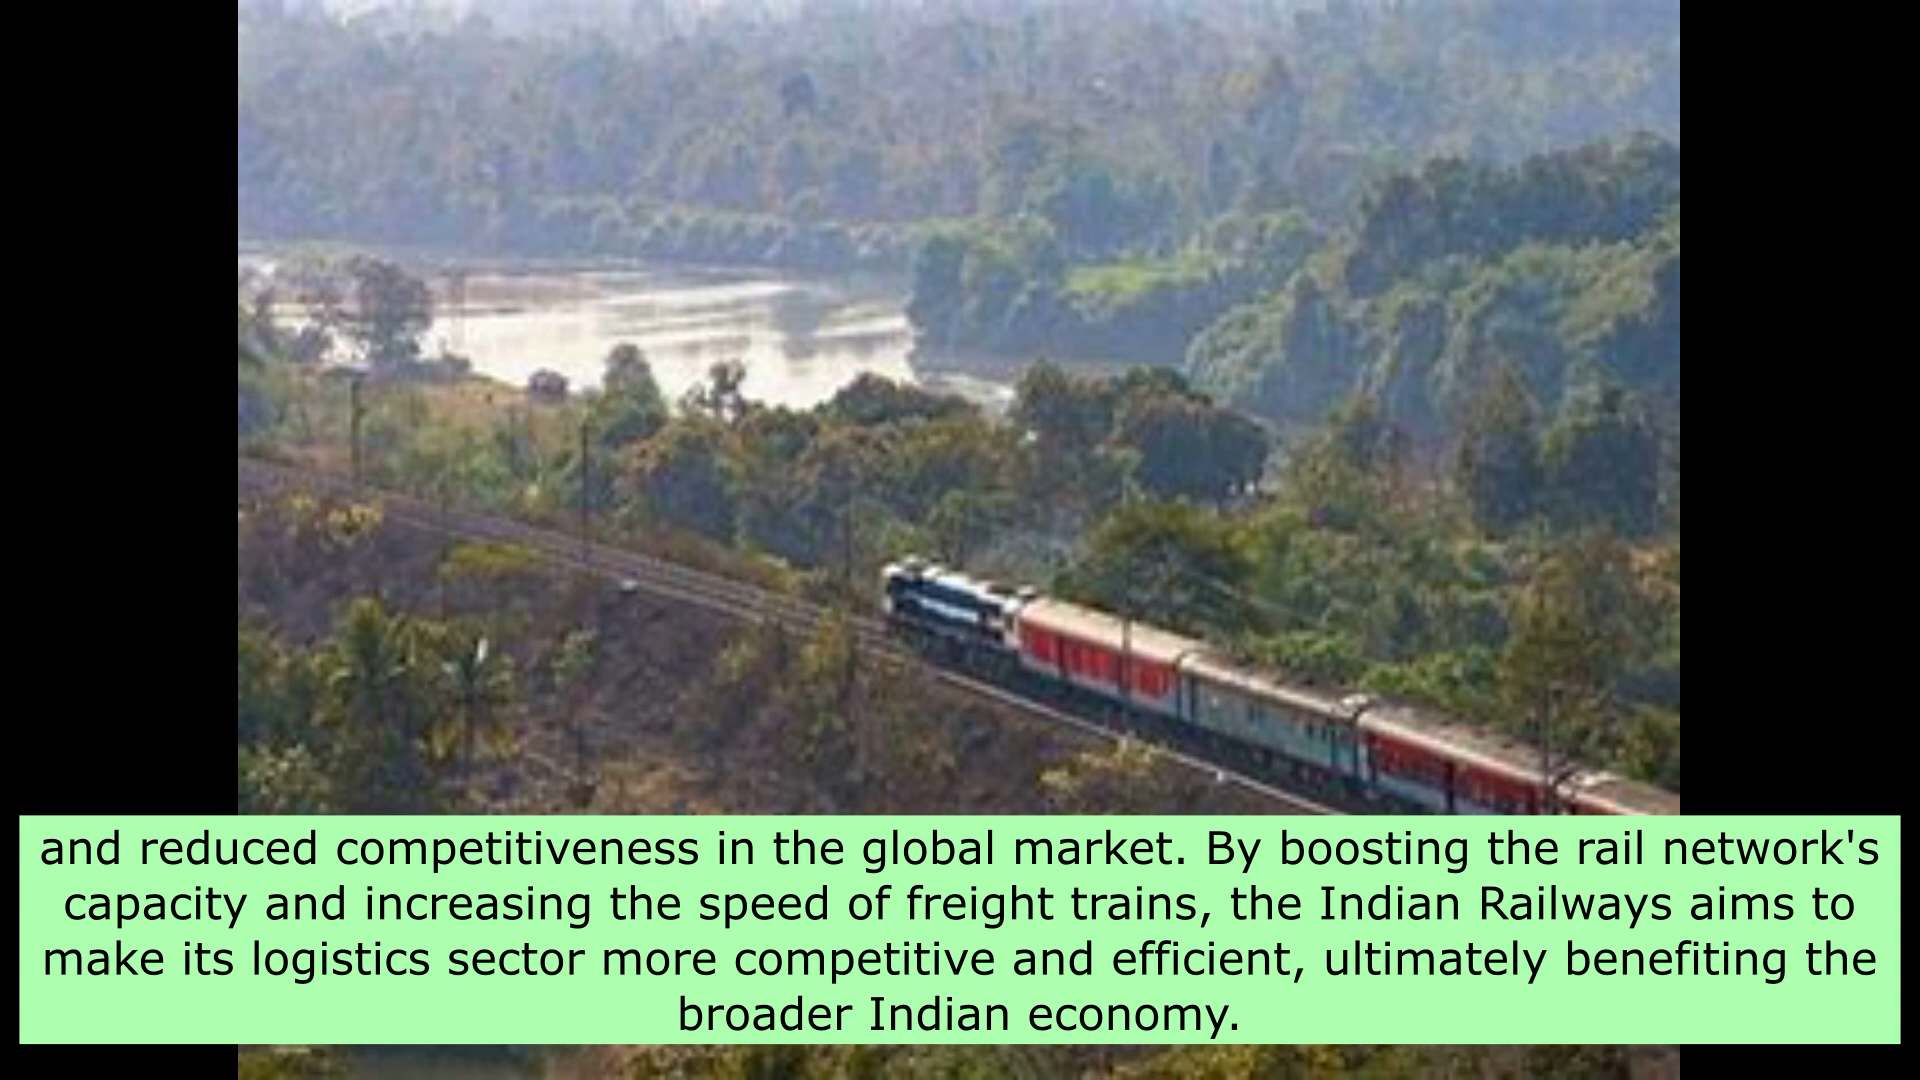 and reduced competitiveness in the global market. By boosting the rail network's
capacity and increasing the speed of freight trains, the Indian Railways aims to
make its logistics sector more competitive and efficient, ultimately benefiting the
broader Indian economy.